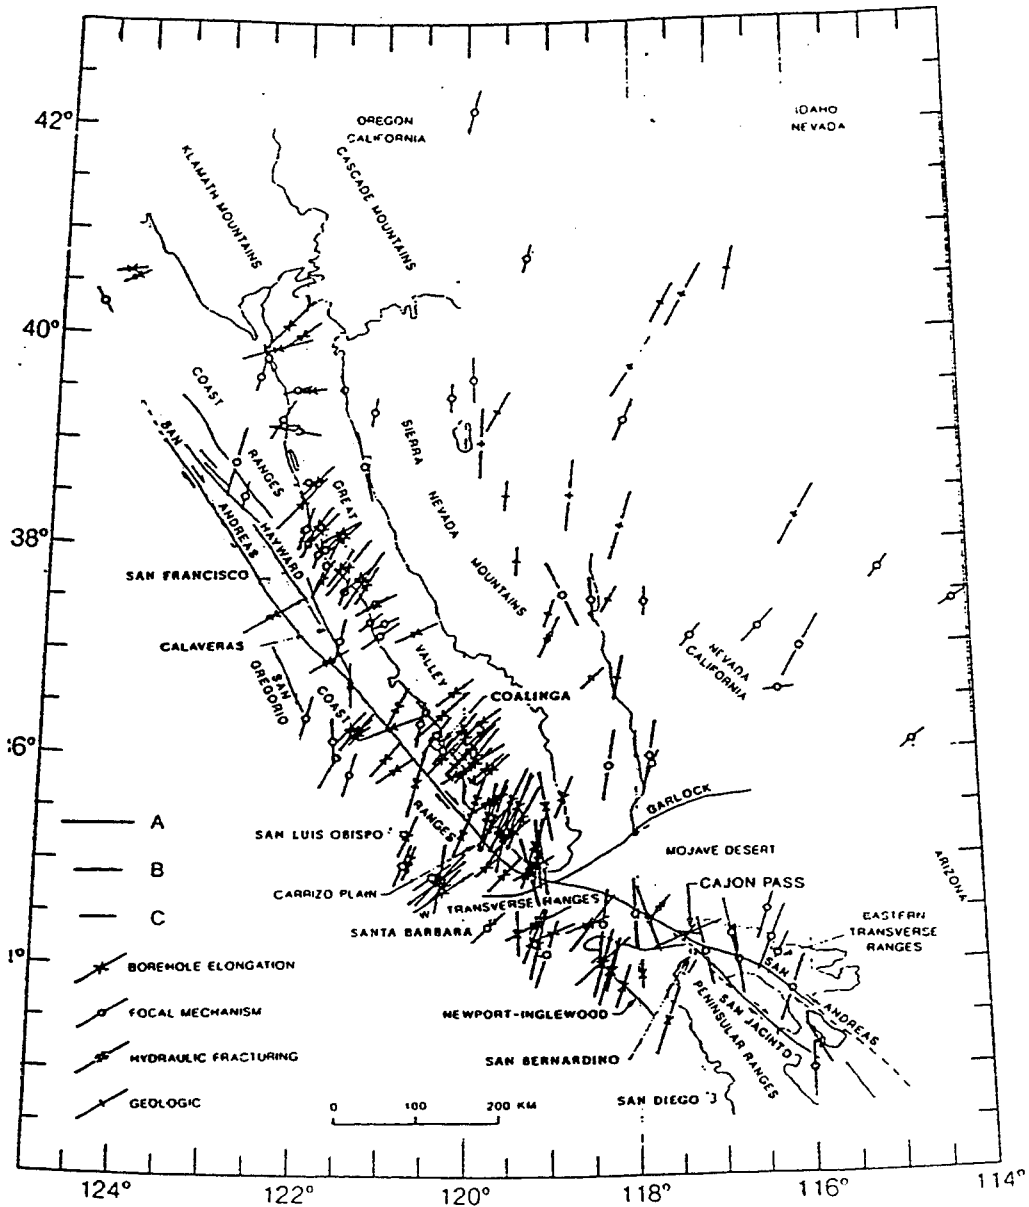 42°
OREGON
CALIFORNIA
IDAHO
NEVADA
KLAMATH MOUNTAINS
CASCADE MOUNTAINS
40°
COAST
RANGES
SAN
ANDREAS
HAYWARD
GREAT
VALLEY
SIERRA
NEVADA
MOUNTAINS
38°
SAN FRANCISCO
CALAVERAS
SAN
GREGORIO
COAST
RANGES
NEVADA
CALIFORNIA
COALINGA
GARLOCK
A
B
C
SAN LUIS OBISPO
CARRIZO PLAIN
MOJAVE DESERT
ARIZONA
CAJON PASS
W TRANSVERSE RANGES
SANTA BARBARA
EASTERN
TRANSVERSE
RANGES
BOREHOLE ELONGATION
FOCAL MECHANISM
HYDRAULIC FRACTURING
GEOLOGIC
NEWPORT-INGLEWOOD
SAN
ANDREAS
SAN JACINTO
PENINSULAR RANGES
SAN BERNARDINO
SAN DIEGO
0 100 200 KM
124° 122° 120° 118° 116° 114°